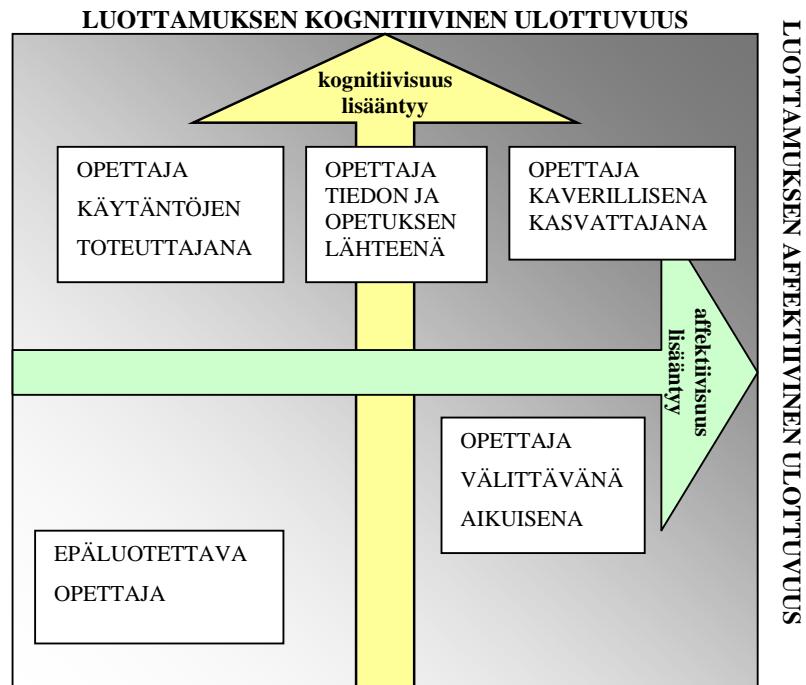 LUOTTAMUKSEN KOGNITIIVINEN ULOTTUVUUS
kognitiivisuus
lisääntyy
OPETTAJA
KÄYTÄNTÖJEN
TOTEUTTAJANA
OPETTAJA
TIEDON JA
OPETUKSEN
LÄHTEENÄ
OPETTAJA
KAVERILLISENA
KASVATTAJANA
affektiivisuus
lisääntyy
OPETTAJA
VÄLITTÄVÄNÄ
AIKUISENA
EPÄLUOTETTAVA
OPETTAJA
LUOTTAMUKSEN AFFEKTIIVINEN ULOTTUVUUS